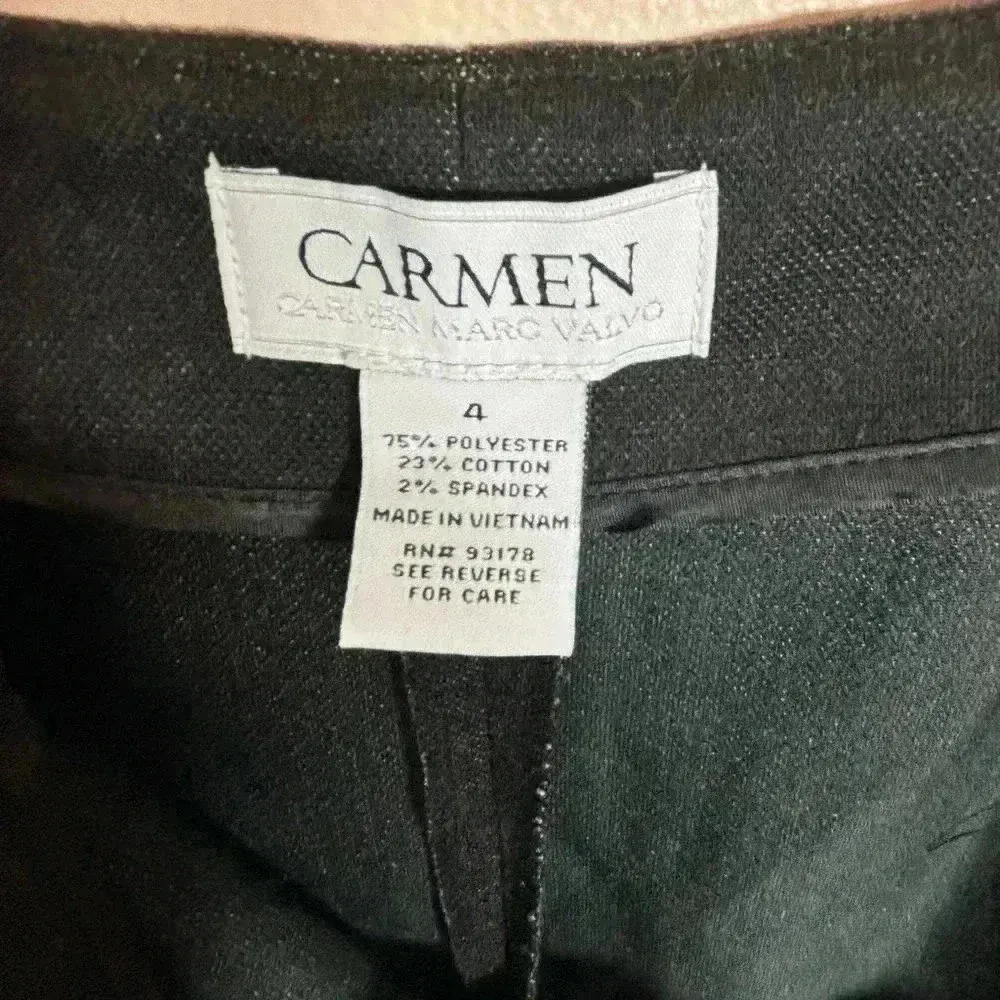 CARMEN
CARMEN MARC VALVO
4
75% POLYESTER
23% COTTON
2% SPANDEX
MADE IN VIETNAM
RN# 93178
SEE REVERSE
FOR CARE